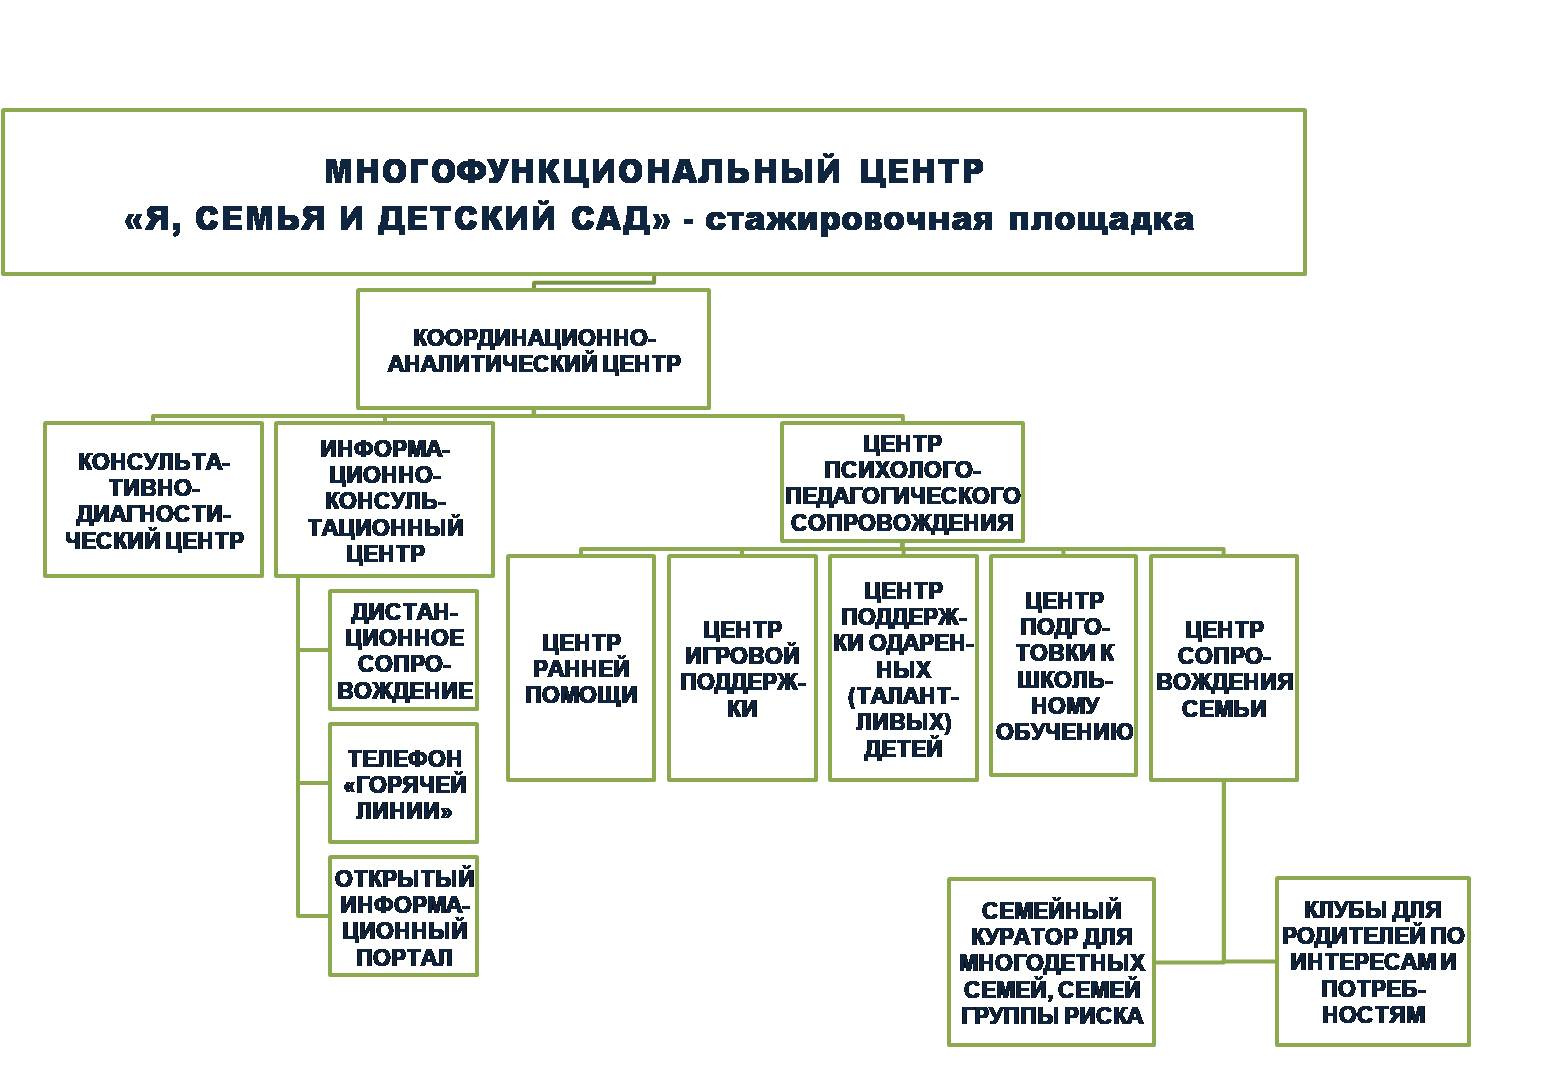 МНОГОФУНКЦИОНАЛЬНЫЙ ЦЕНТР
«Я, СЕМЬЯ И ДЕТСКИЙ САД» - стажировочная площадка
КООРДИНАЦИОННО-
АНАЛИТИЧЕСКИЙ ЦЕНТР
КОНСУЛЬТА-
ТИВНО-
ДИАГНОСТИ-
ЧЕСКИЙ ЦЕНТР
ИНФОРМА-
ЦИОННО-
КОНСУЛЬ-
ТАЦИОННЫЙ
ЦЕНТР
ЦЕНТР
ПСИХОЛОГО-
ПЕДАГОГИЧЕСКОГО
СОПРОВОЖДЕНИЯ
ДИСТАН-
ЦИОННОЕ
СОПРО-
ВОЖДЕНИЕ
ТЕЛЕФОН
«ГОРЯЧЕЙ
ЛИНИИ»
ОТКРЫТЫЙ
ИНФОРМА-
ЦИОННЫЙ
ПОРТАЛ
ЦЕНТР
РАННЕЙ
ПОМОЩИ
ЦЕНТР
ИГРОВОЙ
ПОДДЕРЖ-
КИ
ЦЕНТР
ПОДДЕРЖ-
КИ ОДАРЕН-
НЫХ
(ТАЛАНТ-
ЛИВЫХ)
ДЕТЕЙ
ЦЕНТР
ПОДГО-
ТОВКИ К
ШКОЛЬ-
НОМУ
ОБУЧЕНИЮ
ЦЕНТР
СОПРО-
ВОЖДЕНИЯ
СЕМЬИ
СЕМЕЙНЫЙ
КУРАТОР ДЛЯ
МНОГОДЕТНЫХ
СЕМЕЙ, СЕМЕЙ
ГРУППЫ РИСКА
КЛУБЫ ДЛЯ
РОДИТЕЛЕЙ ПО
ИНТЕРЕСАМ И
ПОТРЕБ-
НОСТЯМ